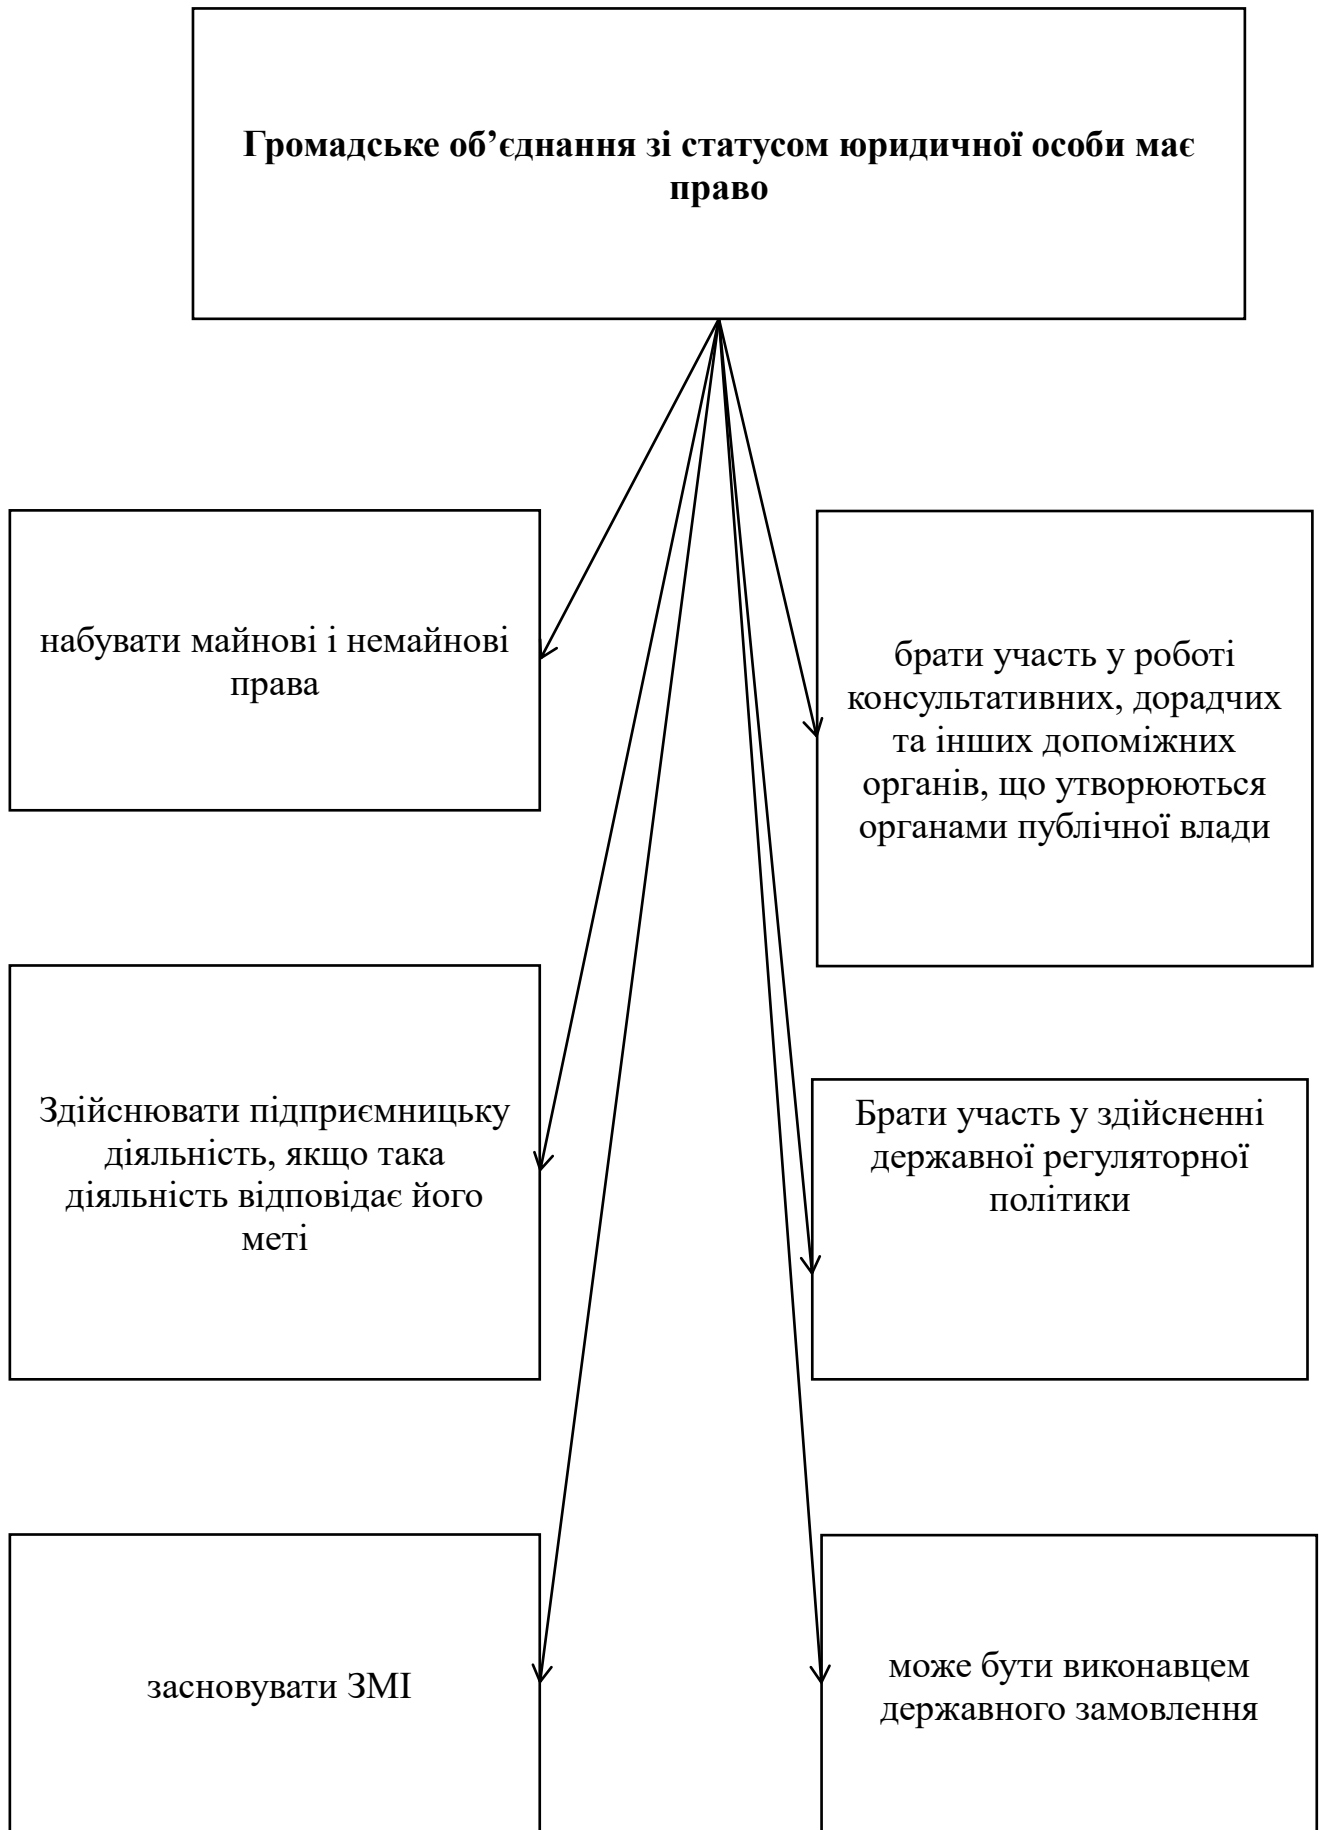 Громадське об’єднання зі статусом юридичної особи має
право
набувати майнові і немайнові
права
брати участь у роботі
консультативних, дорадчих
та інших допоміжних
органів, що утворюються
органами публічної влади
Здійснювати підприємницьку
діяльність, якщо така
діяльність відповідає його
меті
Брати участь у здійсненні
державної регуляторної
політики
засновувати ЗМІ
може бути виконавцем
державного замовлення